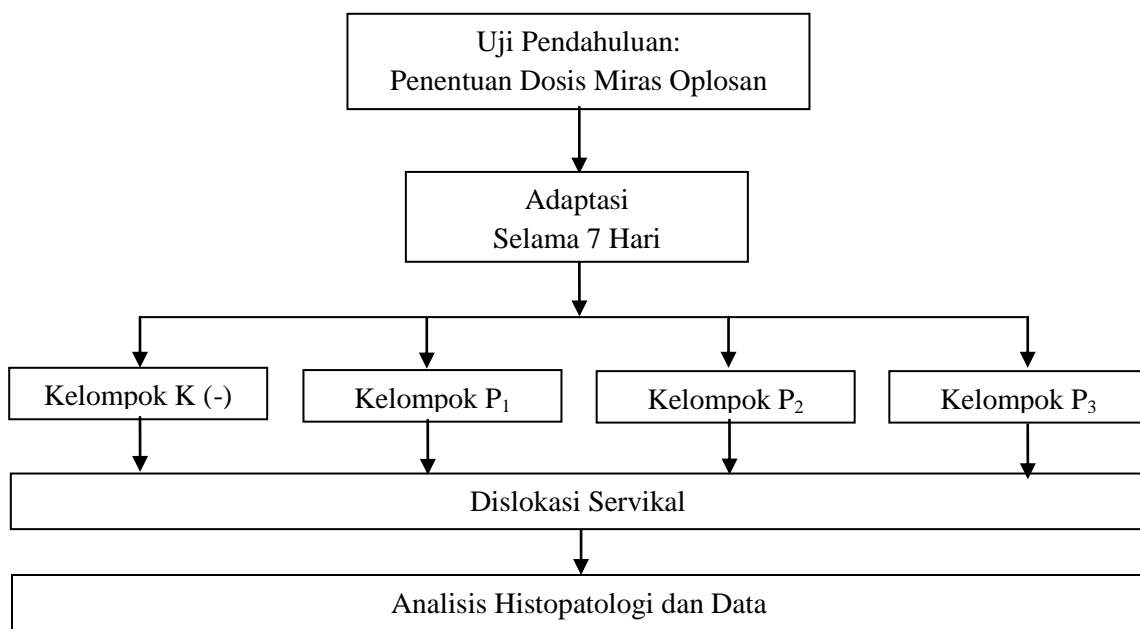 Uji Pendahuluan:
Penentuan Dosis Miras Oplosan
Adaptasi
Selama 7 Hari
Kelompok K (-)
Kelompok P₁
Kelompok P₂
Kelompok P₃
Dislokasi Servikal
Analisis Histopatologi dan Data